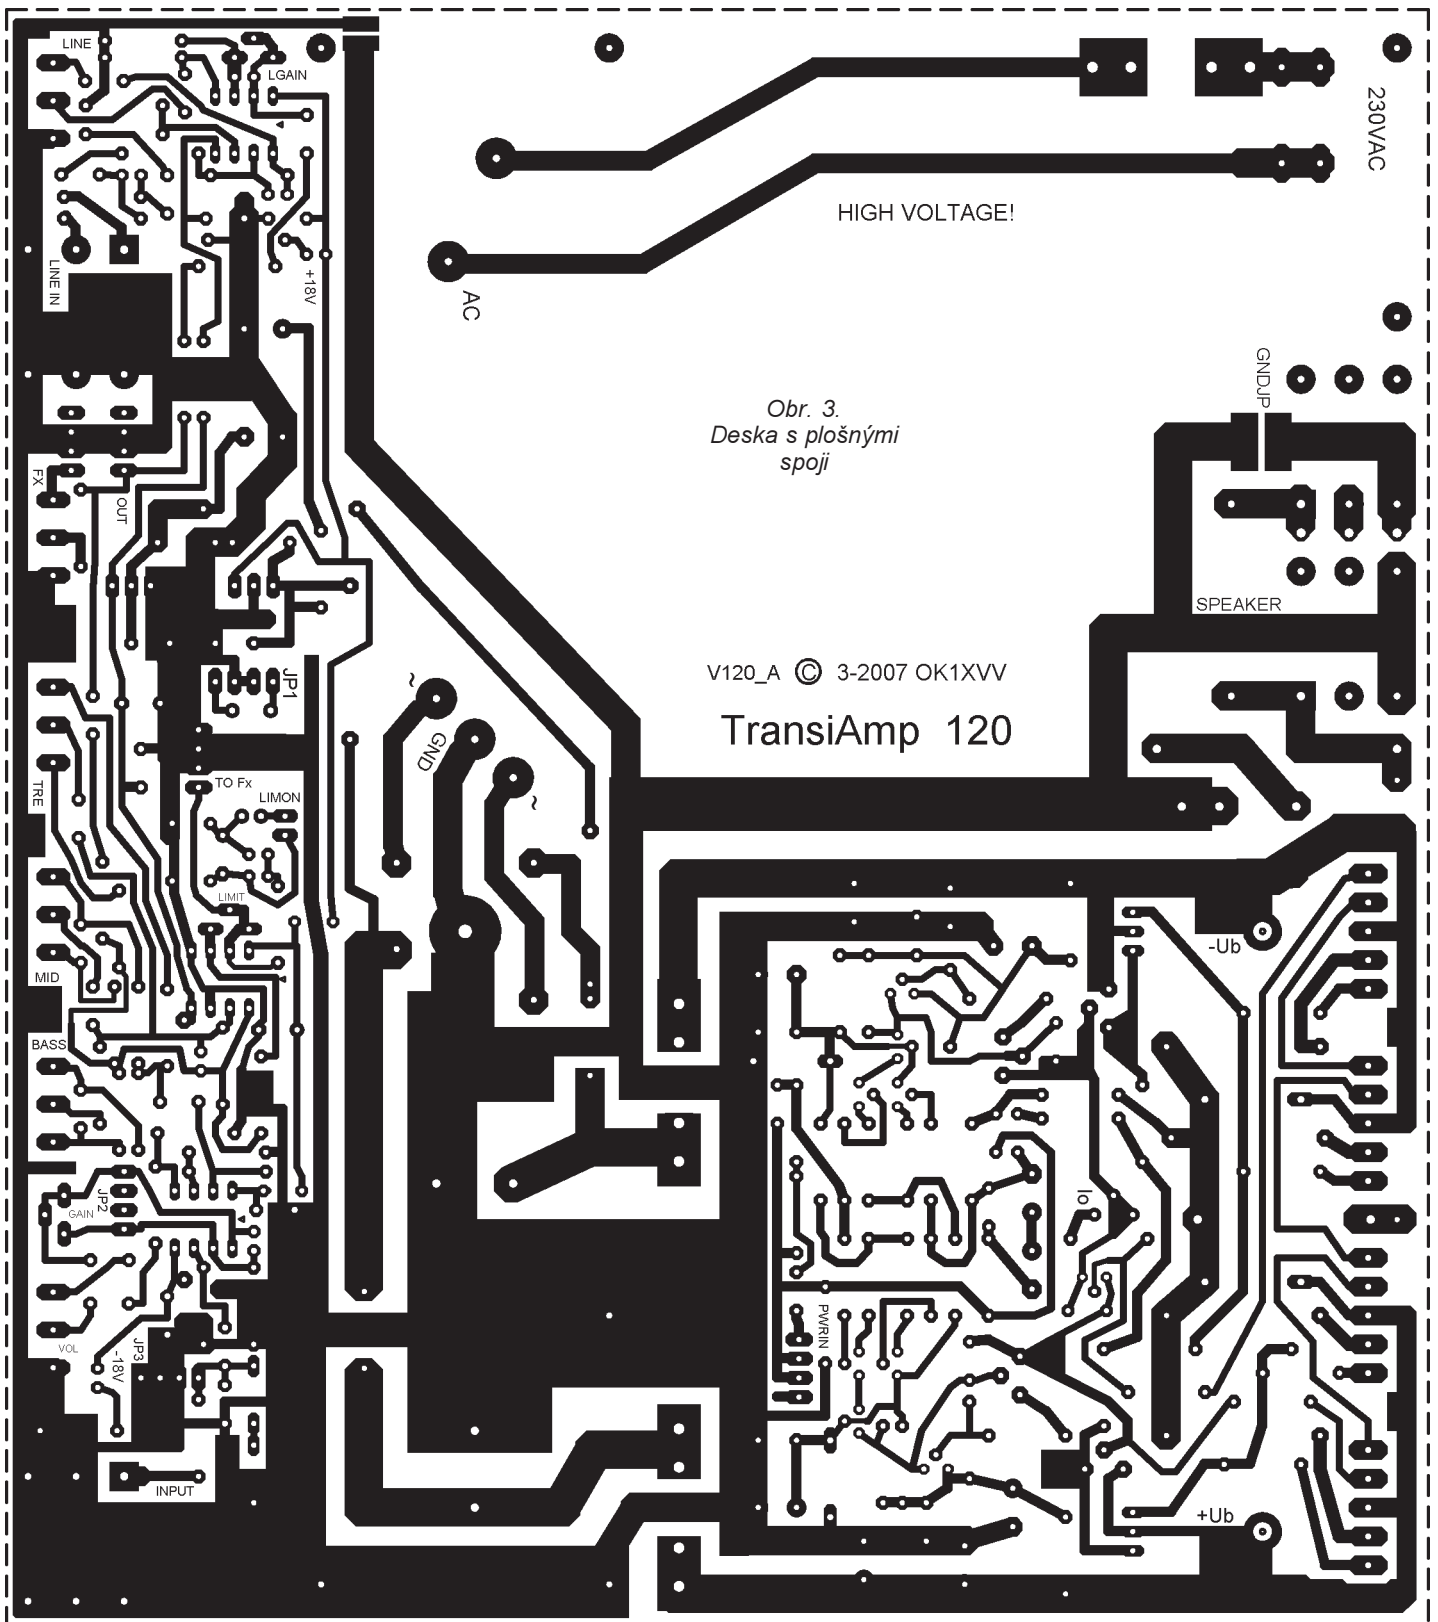 LINE
LGAIN
230VAC
HIGH VOLTAGE!
LINE IN
+18V
AC
GNDJP
Obr. 3.
Deska s plošnými
spoji
FX
OUT
SPEAKER
JP1
V120_A © 3-2007 OK1XVV
TransiAmp 120
~
GND
~
TO Fx
LIMON
TRE
LIMIT
-Ub
MID
BASS
JP2
GAIN
Io
PWRIN
VOL
JP3
-18V
INPUT
+Ub